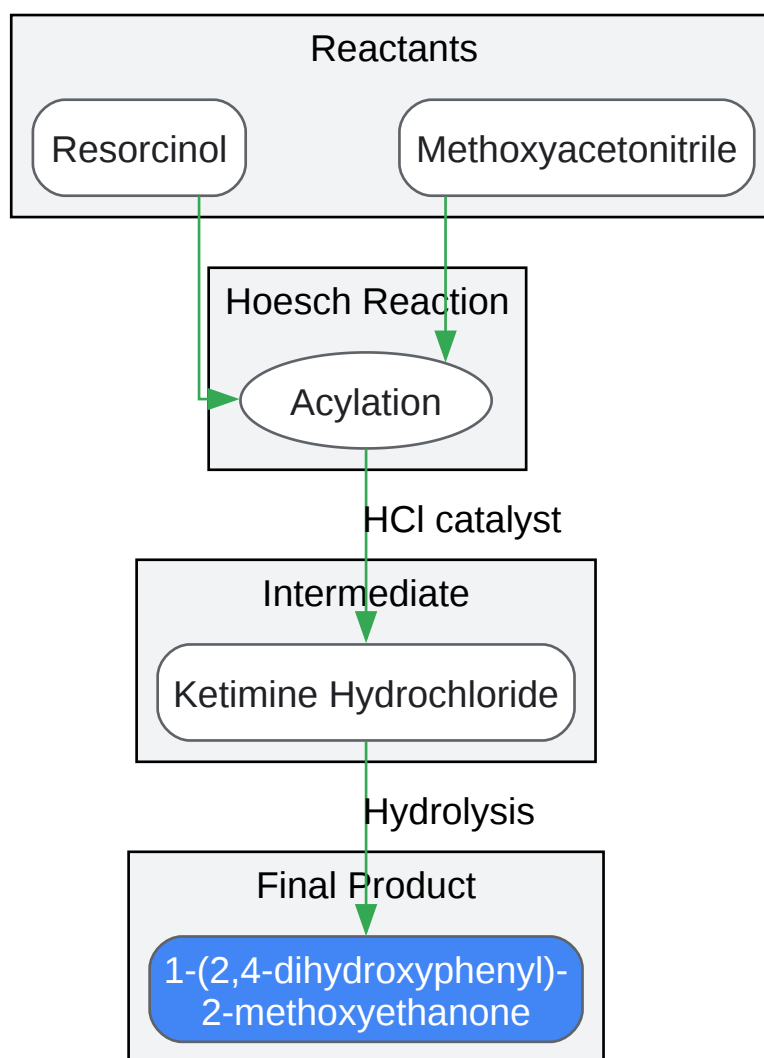 Reactants
Resorcinol
Methoxyacetonitrile
Hoesch Reaction
Acylation
HCl catalyst
Intermediate
Ketimine Hydrochloride
Hydrolysis
Final Product
1-(2,4-dihydroxyphenyl)-
2-methoxyethanone